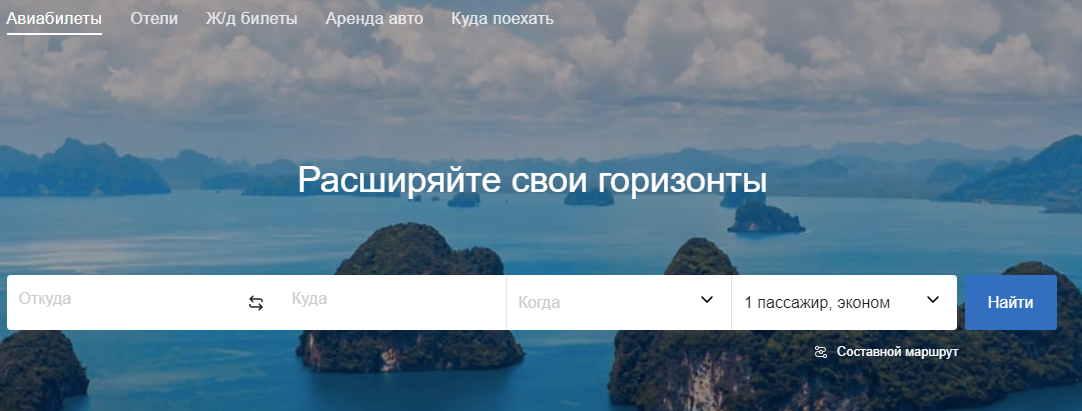 Авиабилеты Отели Ж/д билеты Аренда авто Куда поехать
Расширяйте свои горизонты
Откуда Куда Когда 1 пассажир, эконом Найти
Составной маршрут